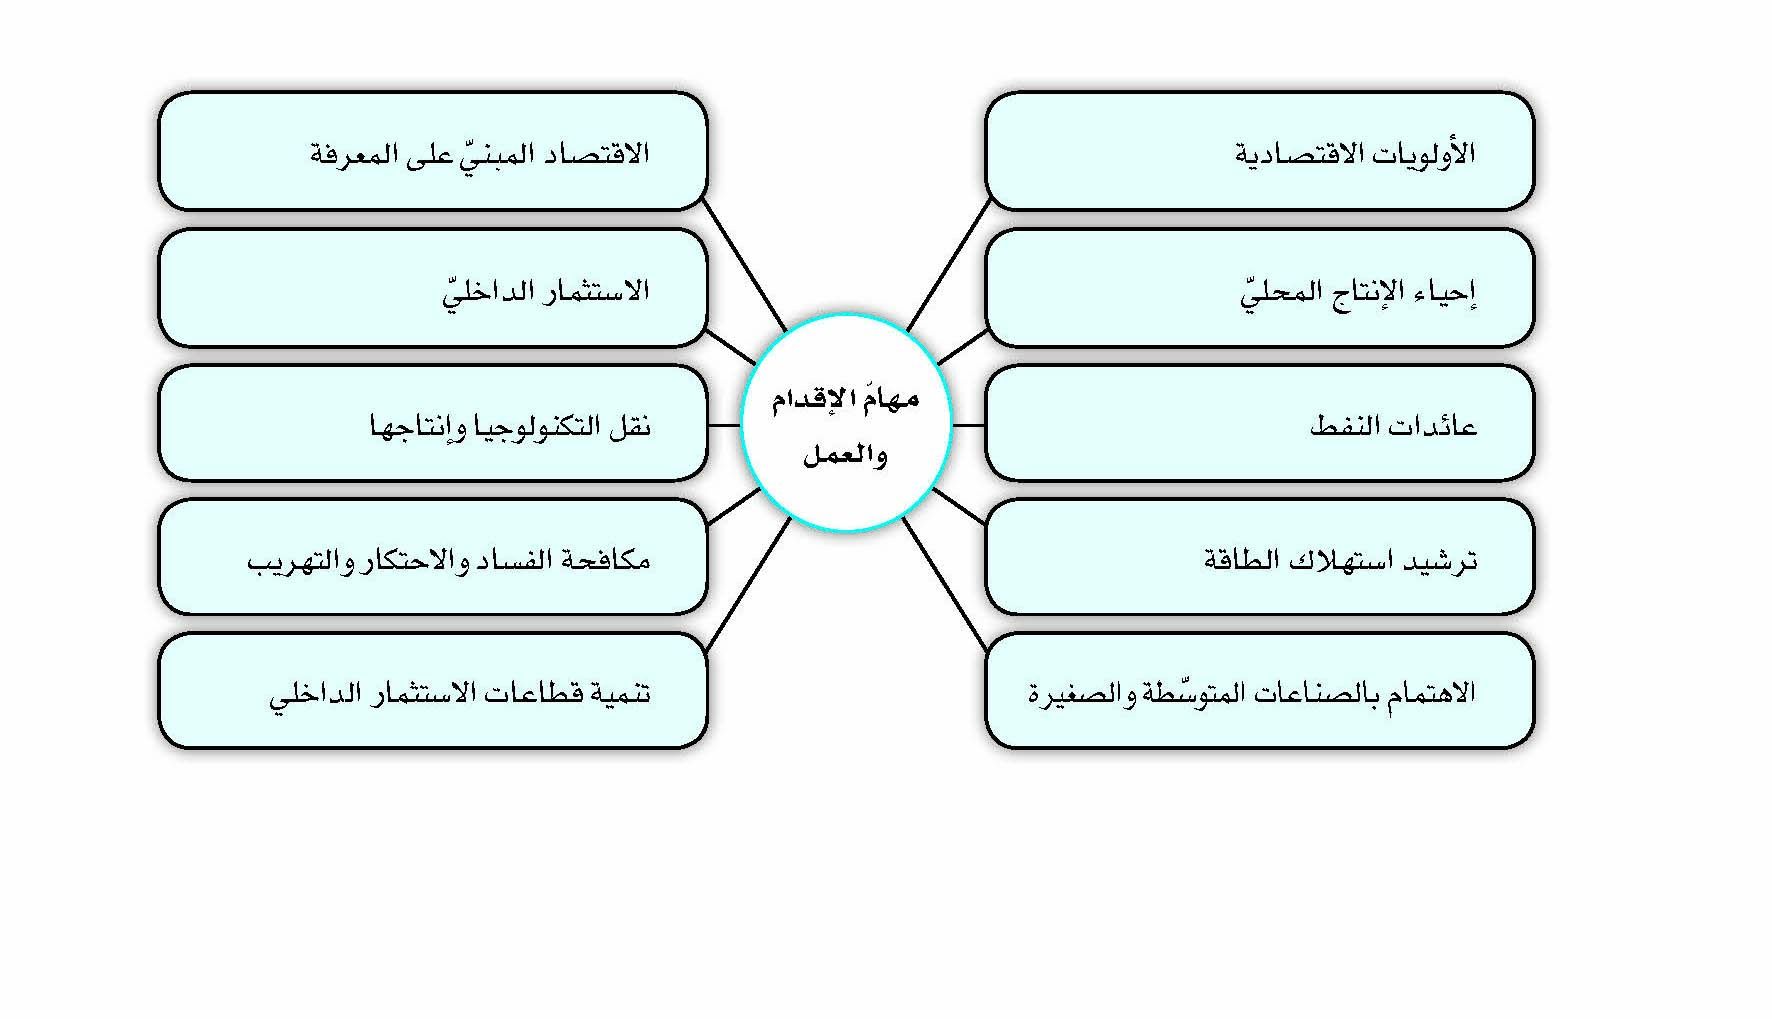 مهامّ الإقدام
والعمل
الأولويات الاقتصادية
إحياء الإنتاج المحليّ
عائدات النفط
ترشيد استهلاك الطاقة
الاهتمام بالصناعات المتوسّطة والصغيرة
الاقتصاد المبنيّ على المعرفة
الاستثمار الداخليّ
نقل التكنولوجيا وإنتاجها
مكافحة الفساد والاحتكار والتهريب
تنمية قطاعات الاستثمار الداخلي